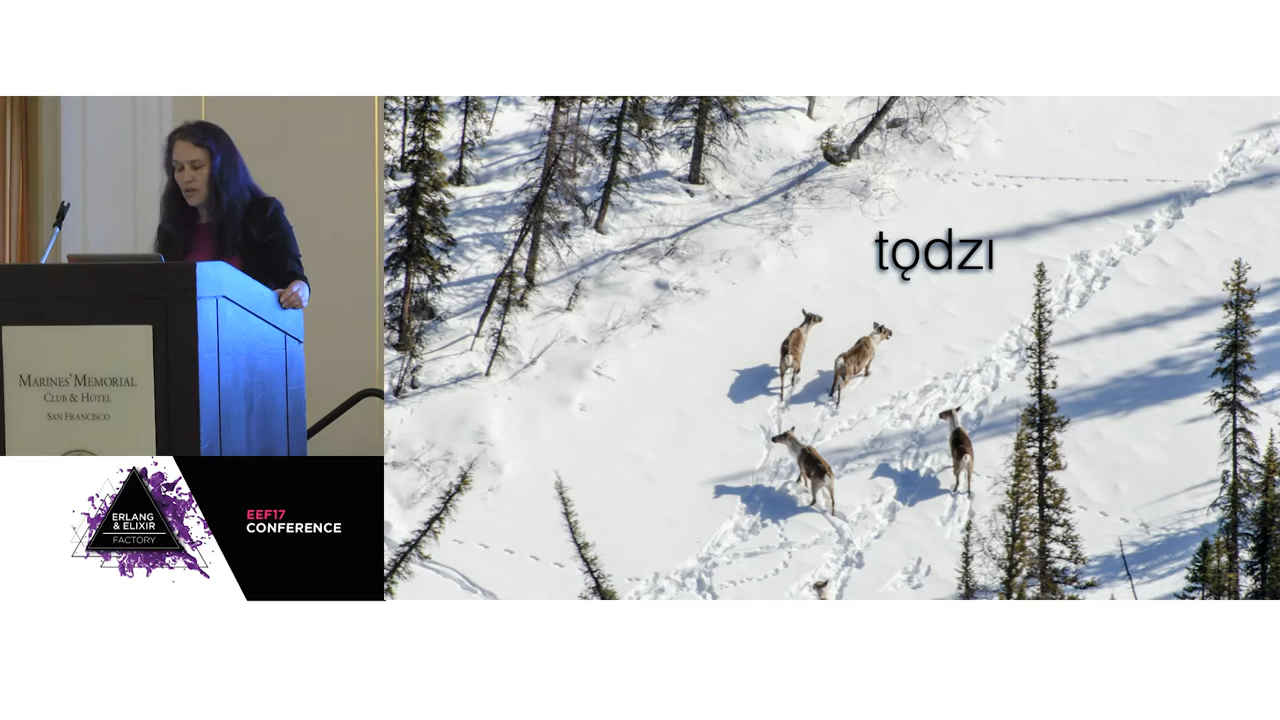 tǫdzı
MARINES' MEMORIAL
CLUB & HOTEL
SAN FRANCISCO
ERLANG
& ELIXIR
FACTORY
EEF17
CONFERENCE